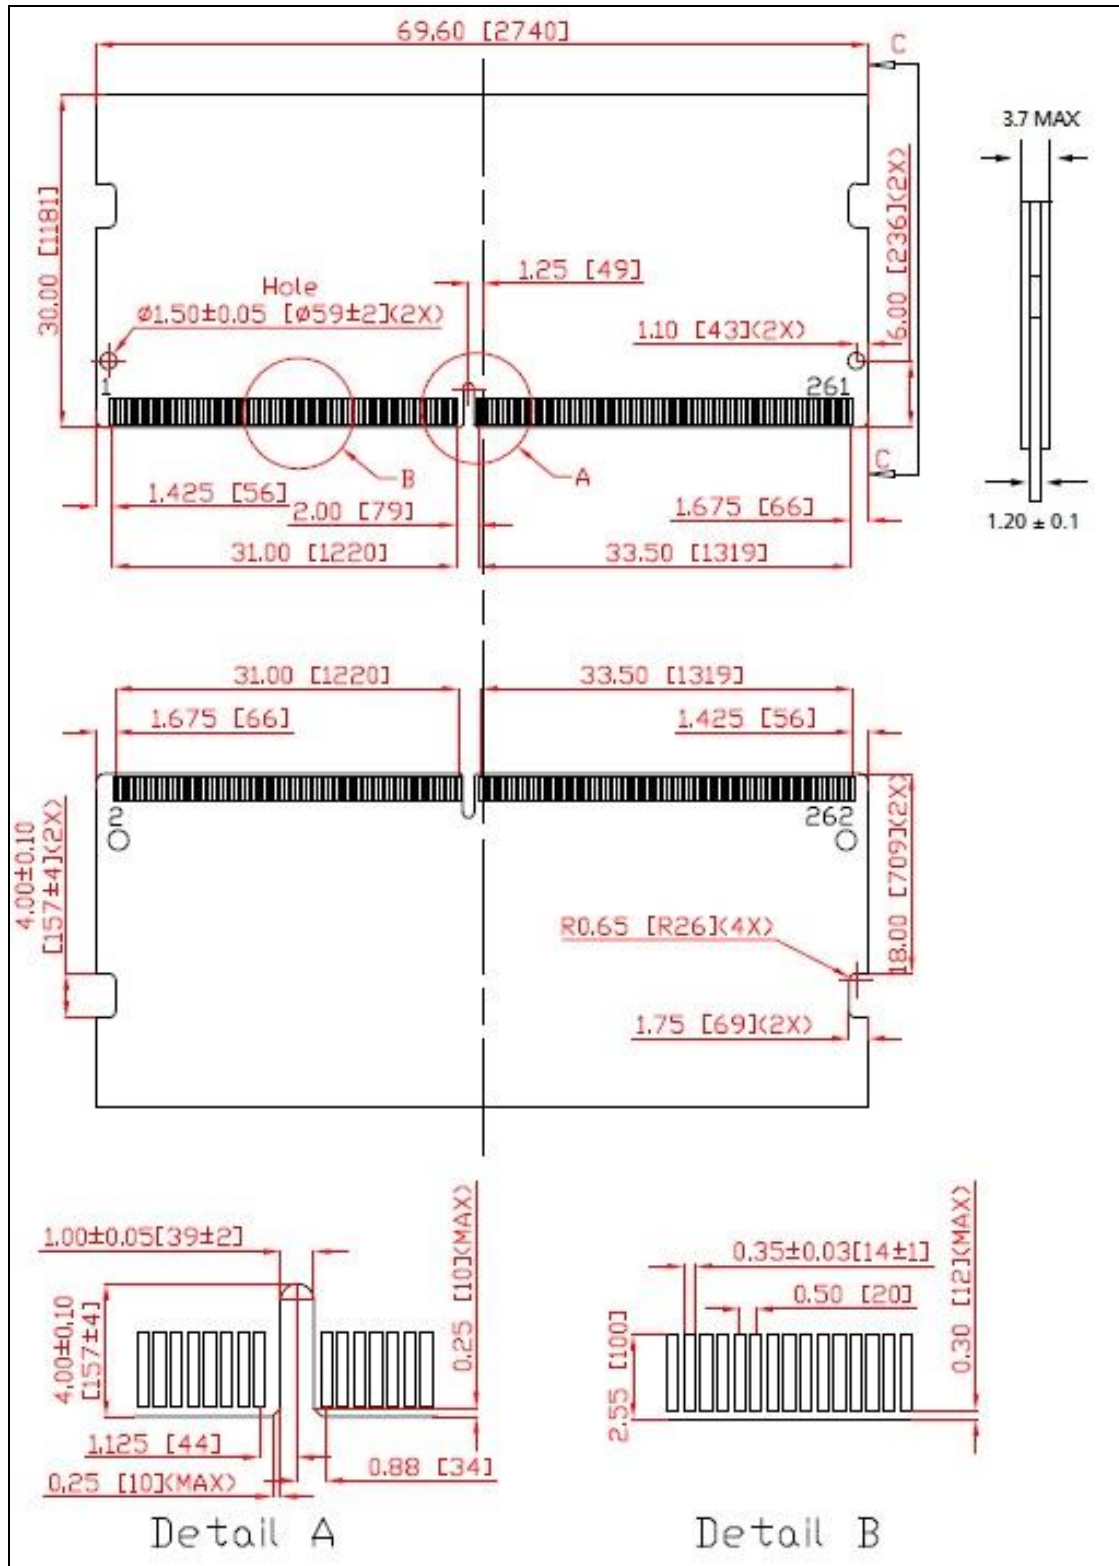 69.60 [2740]
C
3.7 MAX
30.00 [1181]
6.00 [236](2X)
1.25 [49]
Hole
Ø1.50±0.05 [Ø59±2](2X)
1.10 [43](2X)
1
261
B
A
C
1.425 [56]
2.00 [79]
1.675 [66]
31.00 [1220]
33.50 [1319]
1.20 ± 0.1
31.00 [1220]
33.50 [1319]
1.675 [66]
1.425 [56]
2
262
4.00±0.10
[157±4](2X)
18.00 [709](2X)
R0.65 [R26](4X)
1.75 [69](2X)
1.00±0.05[39±2]
0.25 [10](MAX)
4.00±0.10
[157±4]
1.125 [44]
0.88 [34]
0.25 [10](MAX)
Detail A
0.35±0.03[14±1]
0.50 [20]
2.55 [100]
0.30 [12](MAX)
Detail B